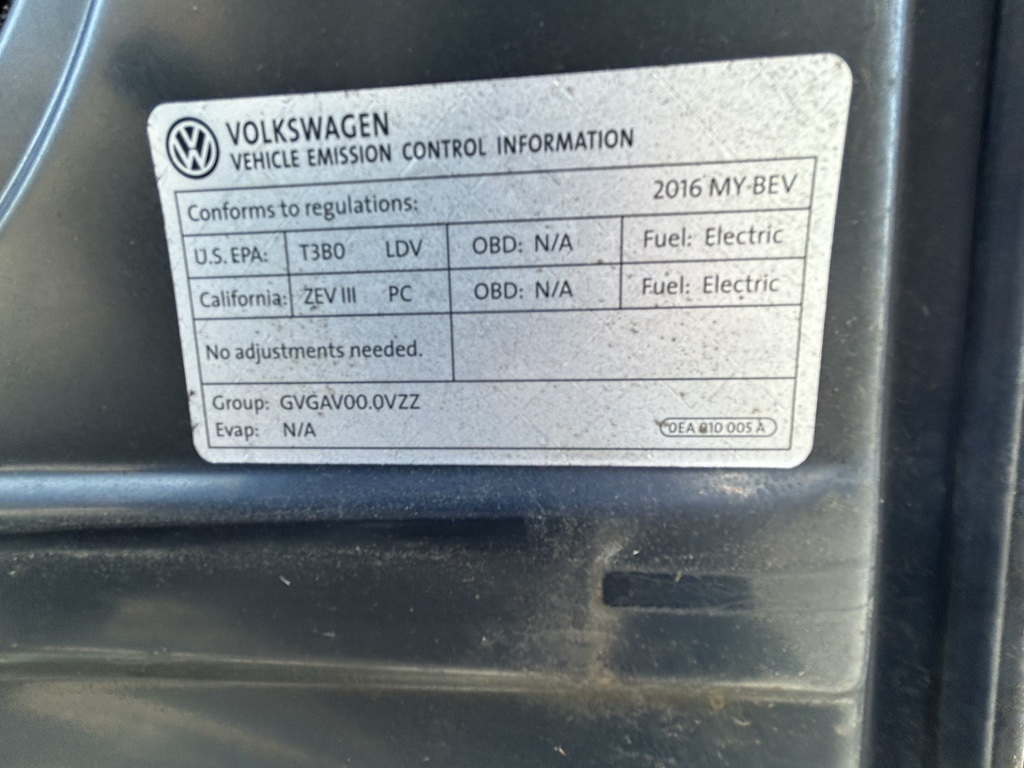 VOLKSWAGEN
VEHICLE EMISSION CONTROL INFORMATION
Conforms to regulations: 2016 MY-BEV
U.S. EPA: T3B0 LDV OBD: N/A Fuel: Electric
California: ZEV III PC OBD: N/A Fuel: Electric
No adjustments needed.
Group: GVGAV00.0VZZ
Evap: N/A
0EA 010 005 A